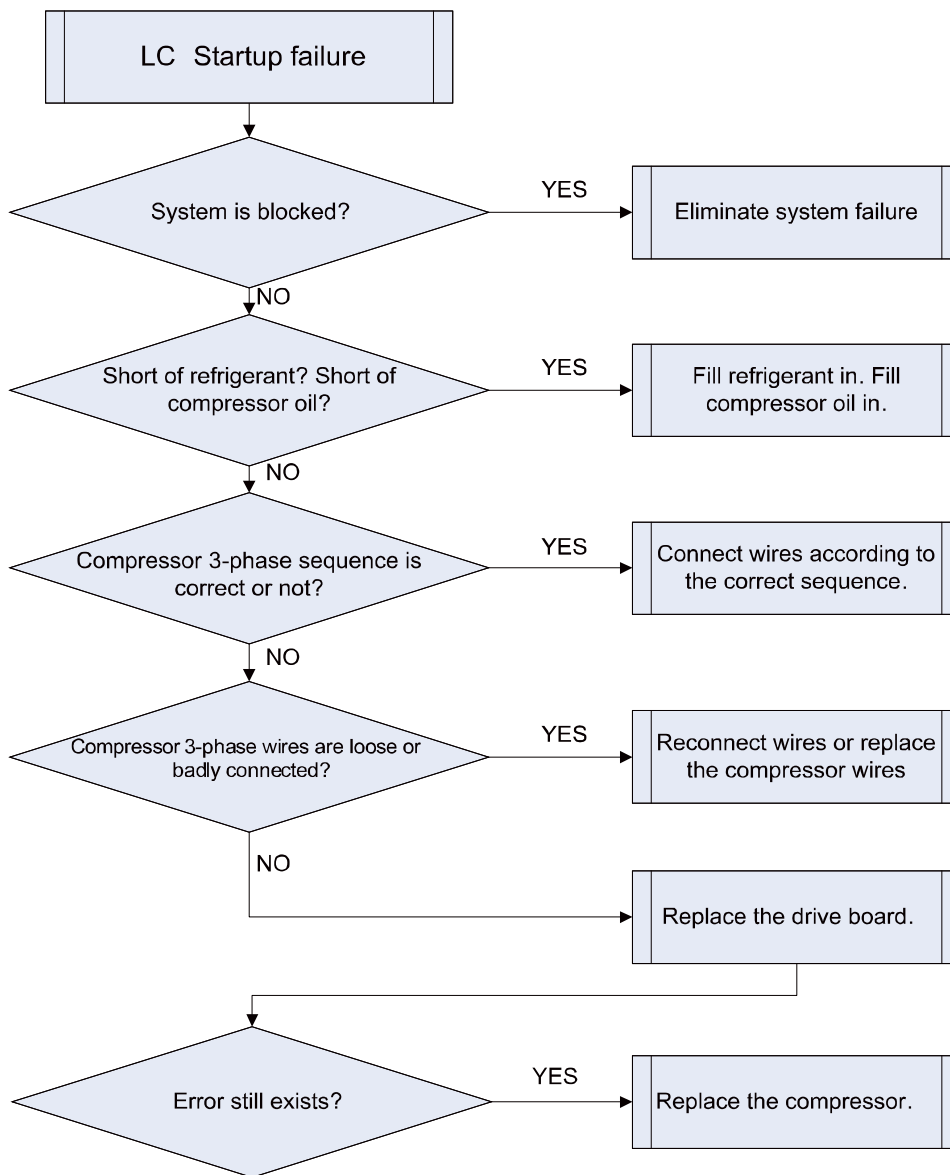 LC Startup failure
System is blocked?
YES
Eliminate system failure
NO
Short of refrigerant? Short of
compressor oil?
YES
Fill refrigerant in. Fill
compressor oil in.
NO
Compressor 3-phase sequence is
correct or not?
YES
Connect wires according to
the correct sequence.
NO
Compressor 3-phase wires are loose or
badly connected?
YES
Reconnect wires or replace
the compressor wires
NO
Replace the drive board.
Error still exists?
YES
Replace the compressor.